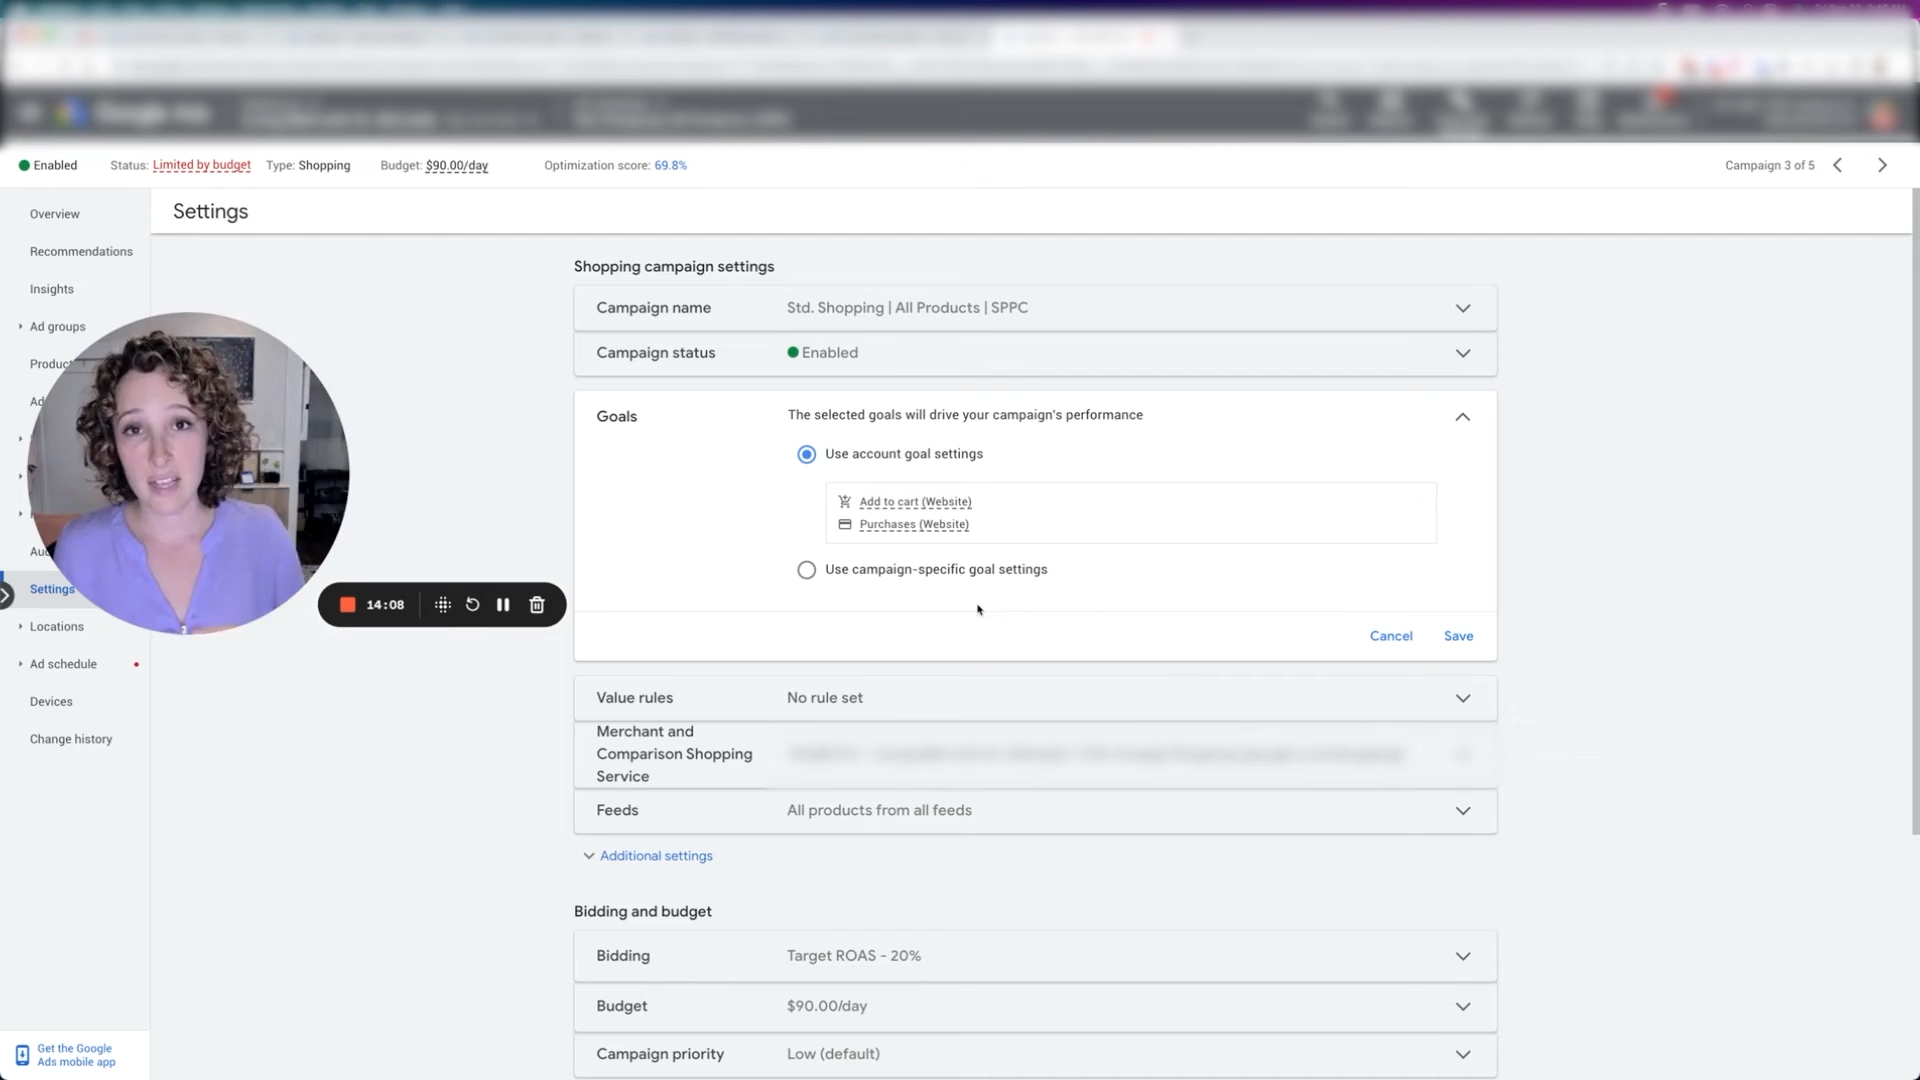 Enabled
Status: Limited by budget
Type: Shopping
Budget: $90.00/day
Optimization score: 69.8%
Campaign 3 of 5
Settings
Overview
Recommendations
Insights
Ad groups
Settings
Locations
Ad schedule
Devices
Change history
Get the Google
Ads mobile app
14:08
Shopping campaign settings
Campaign name
Std. Shopping | All Products | SPPC
Campaign status
Enabled
Goals
The selected goals will drive your campaign's performance
Use account goal settings
Add to cart (Website)
Purchases (Website)
Use campaign-specific goal settings
Cancel
Save
Value rules
No rule set
Merchant and
Comparison Shopping
Service
Feeds
All products from all feeds
Additional settings
Bidding and budget
Bidding
Target ROAS - 20%
Budget
$90.00/day
Campaign priority
Low (default)